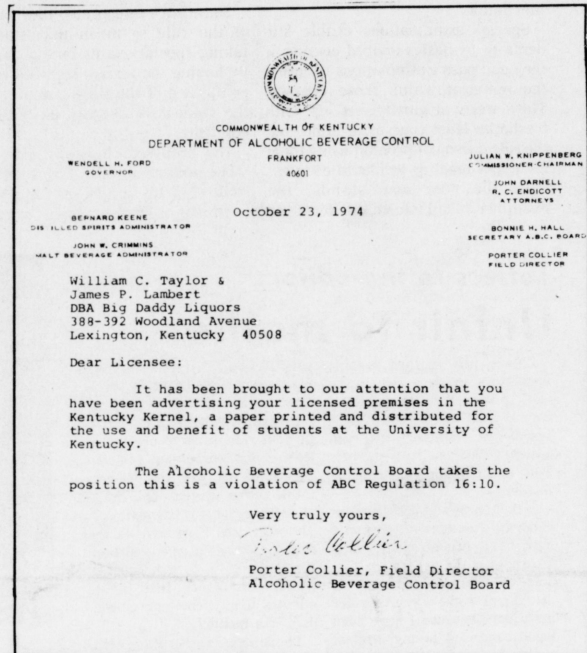 COMMONWEALTH OF KENTUCKY
DEPARTMENT OF ALCOHOLIC BEVERAGE CONTROL
FRANKFORT
40601
WENDELL H. FORD
GOVERNOR
JULIAN W. KNIPPENBERG
COMMISSIONER-CHAIRMAN
JOHN DARNELL
R. C. ENDICOTT
ATTORNEYS
BERNARD KEENE
DISTILLED SPIRITS ADMINISTRATOR
October 23, 1974
BONNIE H. HALL
SECRETARY A.B.C. BOARD
JOHN W. CRIMMINS
MALT BEVERAGE ADMINISTRATOR
PORTER COLLIER
FIELD DIRECTOR
William C. Taylor &
James P. Lambert
DBA Big Daddy Liquors
388-392 Woodland Avenue
Lexington, Kentucky 40508
Dear Licensee:
It has been brought to our attention that you
have been advertising your licensed premises in the
Kentucky Kernel, a paper printed and distributed for
the use and benefit of students at the University of
Kentucky.
The Alcoholic Beverage Control Board takes the
position this is a violation of ABC Regulation 16:10.
Very truly yours,
Porter Collier
Porter Collier, Field Director
Alcoholic Beverage Control Board